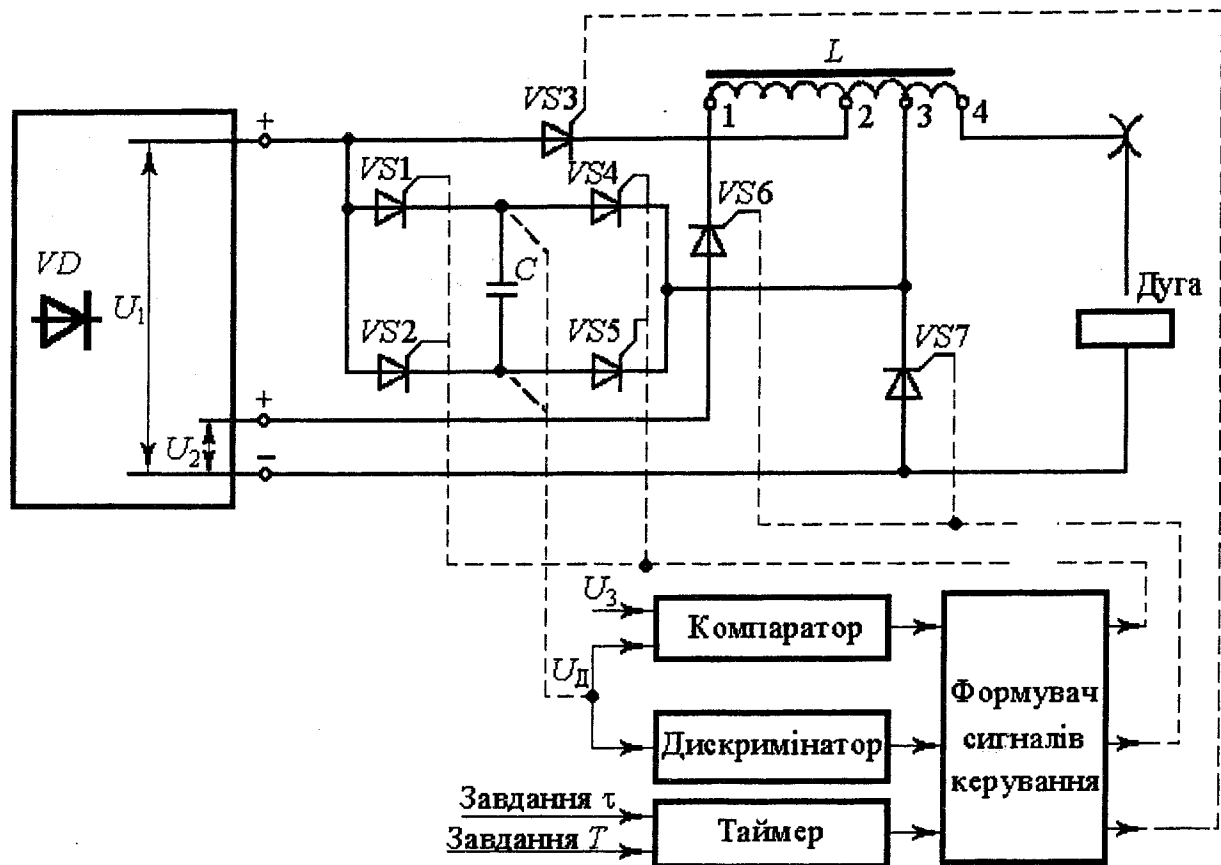 L
VS3
+
1
2
3
4
VS1
VS4
VS6
VD
U1
C
Дуга
VS2
VS5
VS7
+
U2
−
UЗ
Компаратор
UД
Формувач
сигналів
керування
Дискримінатор
Завдання τ
Завдання T
Таймер